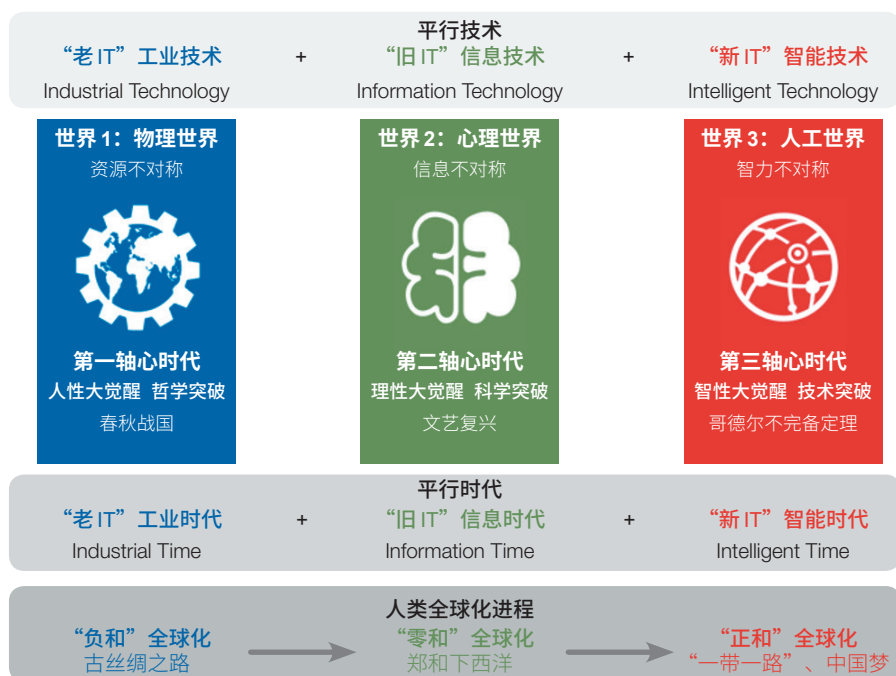 平行技术
“老 IT”工业技术 + “旧 IT”信息技术 + “新 IT”智能技术
Industrial Technology Information Technology Intelligent Technology
世界 1：物理世界
资源不对称
第一轴心时代
人性大觉醒 哲学突破
春秋战国
世界 2：心理世界
信息不对称
第二轴心时代
理性大觉醒 科学突破
文艺复兴
世界 3：人工世界
智力不对称
第三轴心时代
智性大觉醒 技术突破
哥德尔不完备定理
平行时代
“老 IT”工业时代 + “旧 IT”信息时代 + “新 IT”智能时代
Industrial Time Information Time Intelligent Time
人类全球化进程
“负和”全球化 “零和”全球化 “正和”全球化
古丝绸之路 郑和下西洋 “一带一路”、中国梦